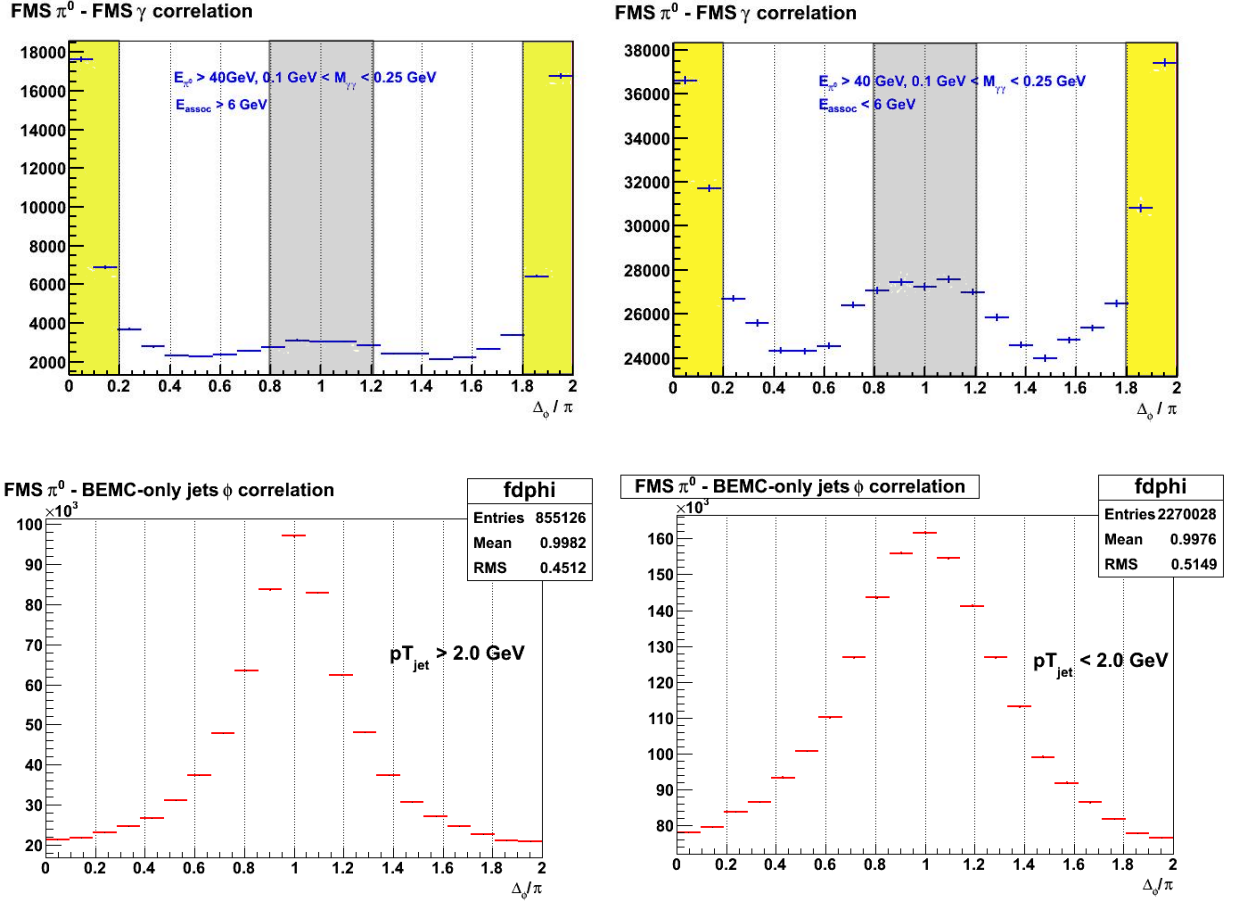 FMS π⁰ - FMS γ correlation
E_π⁰ > 40GeV, 0.1 GeV < M_γγ < 0.25 GeV
E_assoc > 6 GeV
18000
16000
14000
12000
10000
8000
6000
4000
2000
0 0.2 0.4 0.6 0.8 1 1.2 1.4 1.6 1.8 2
Δ_ϕ / π
FMS π⁰ - FMS γ correlation
E_π⁰ > 40 GeV, 0.1 GeV < M_γγ < 0.25 GeV
E_assoc < 6 GeV
38000
36000
34000
32000
30000
28000
26000
24000
0 0.2 0.4 0.6 0.8 1 1.2 1.4 1.6 1.8 2
Δ_ϕ / π
FMS π⁰ - BEMC-only jets ϕ correlation
×10³
fdphi
Entries 855126
Mean 0.9982
RMS 0.4512
pT_jet > 2.0 GeV
100
90
80
70
60
50
40
30
20
0 0.2 0.4 0.6 0.8 1 1.2 1.4 1.6 1.8 2
Δ_ϕ/π
FMS π⁰ - BEMC-only jets ϕ correlation
×10³
fdphi
Entries 2270028
Mean 0.9976
RMS 0.5149
pT_jet < 2.0 GeV
160
150
140
130
120
110
100
90
80
0 0.2 0.4 0.6 0.8 1 1.2 1.4 1.6 1.8 2
Δ_ϕ/π